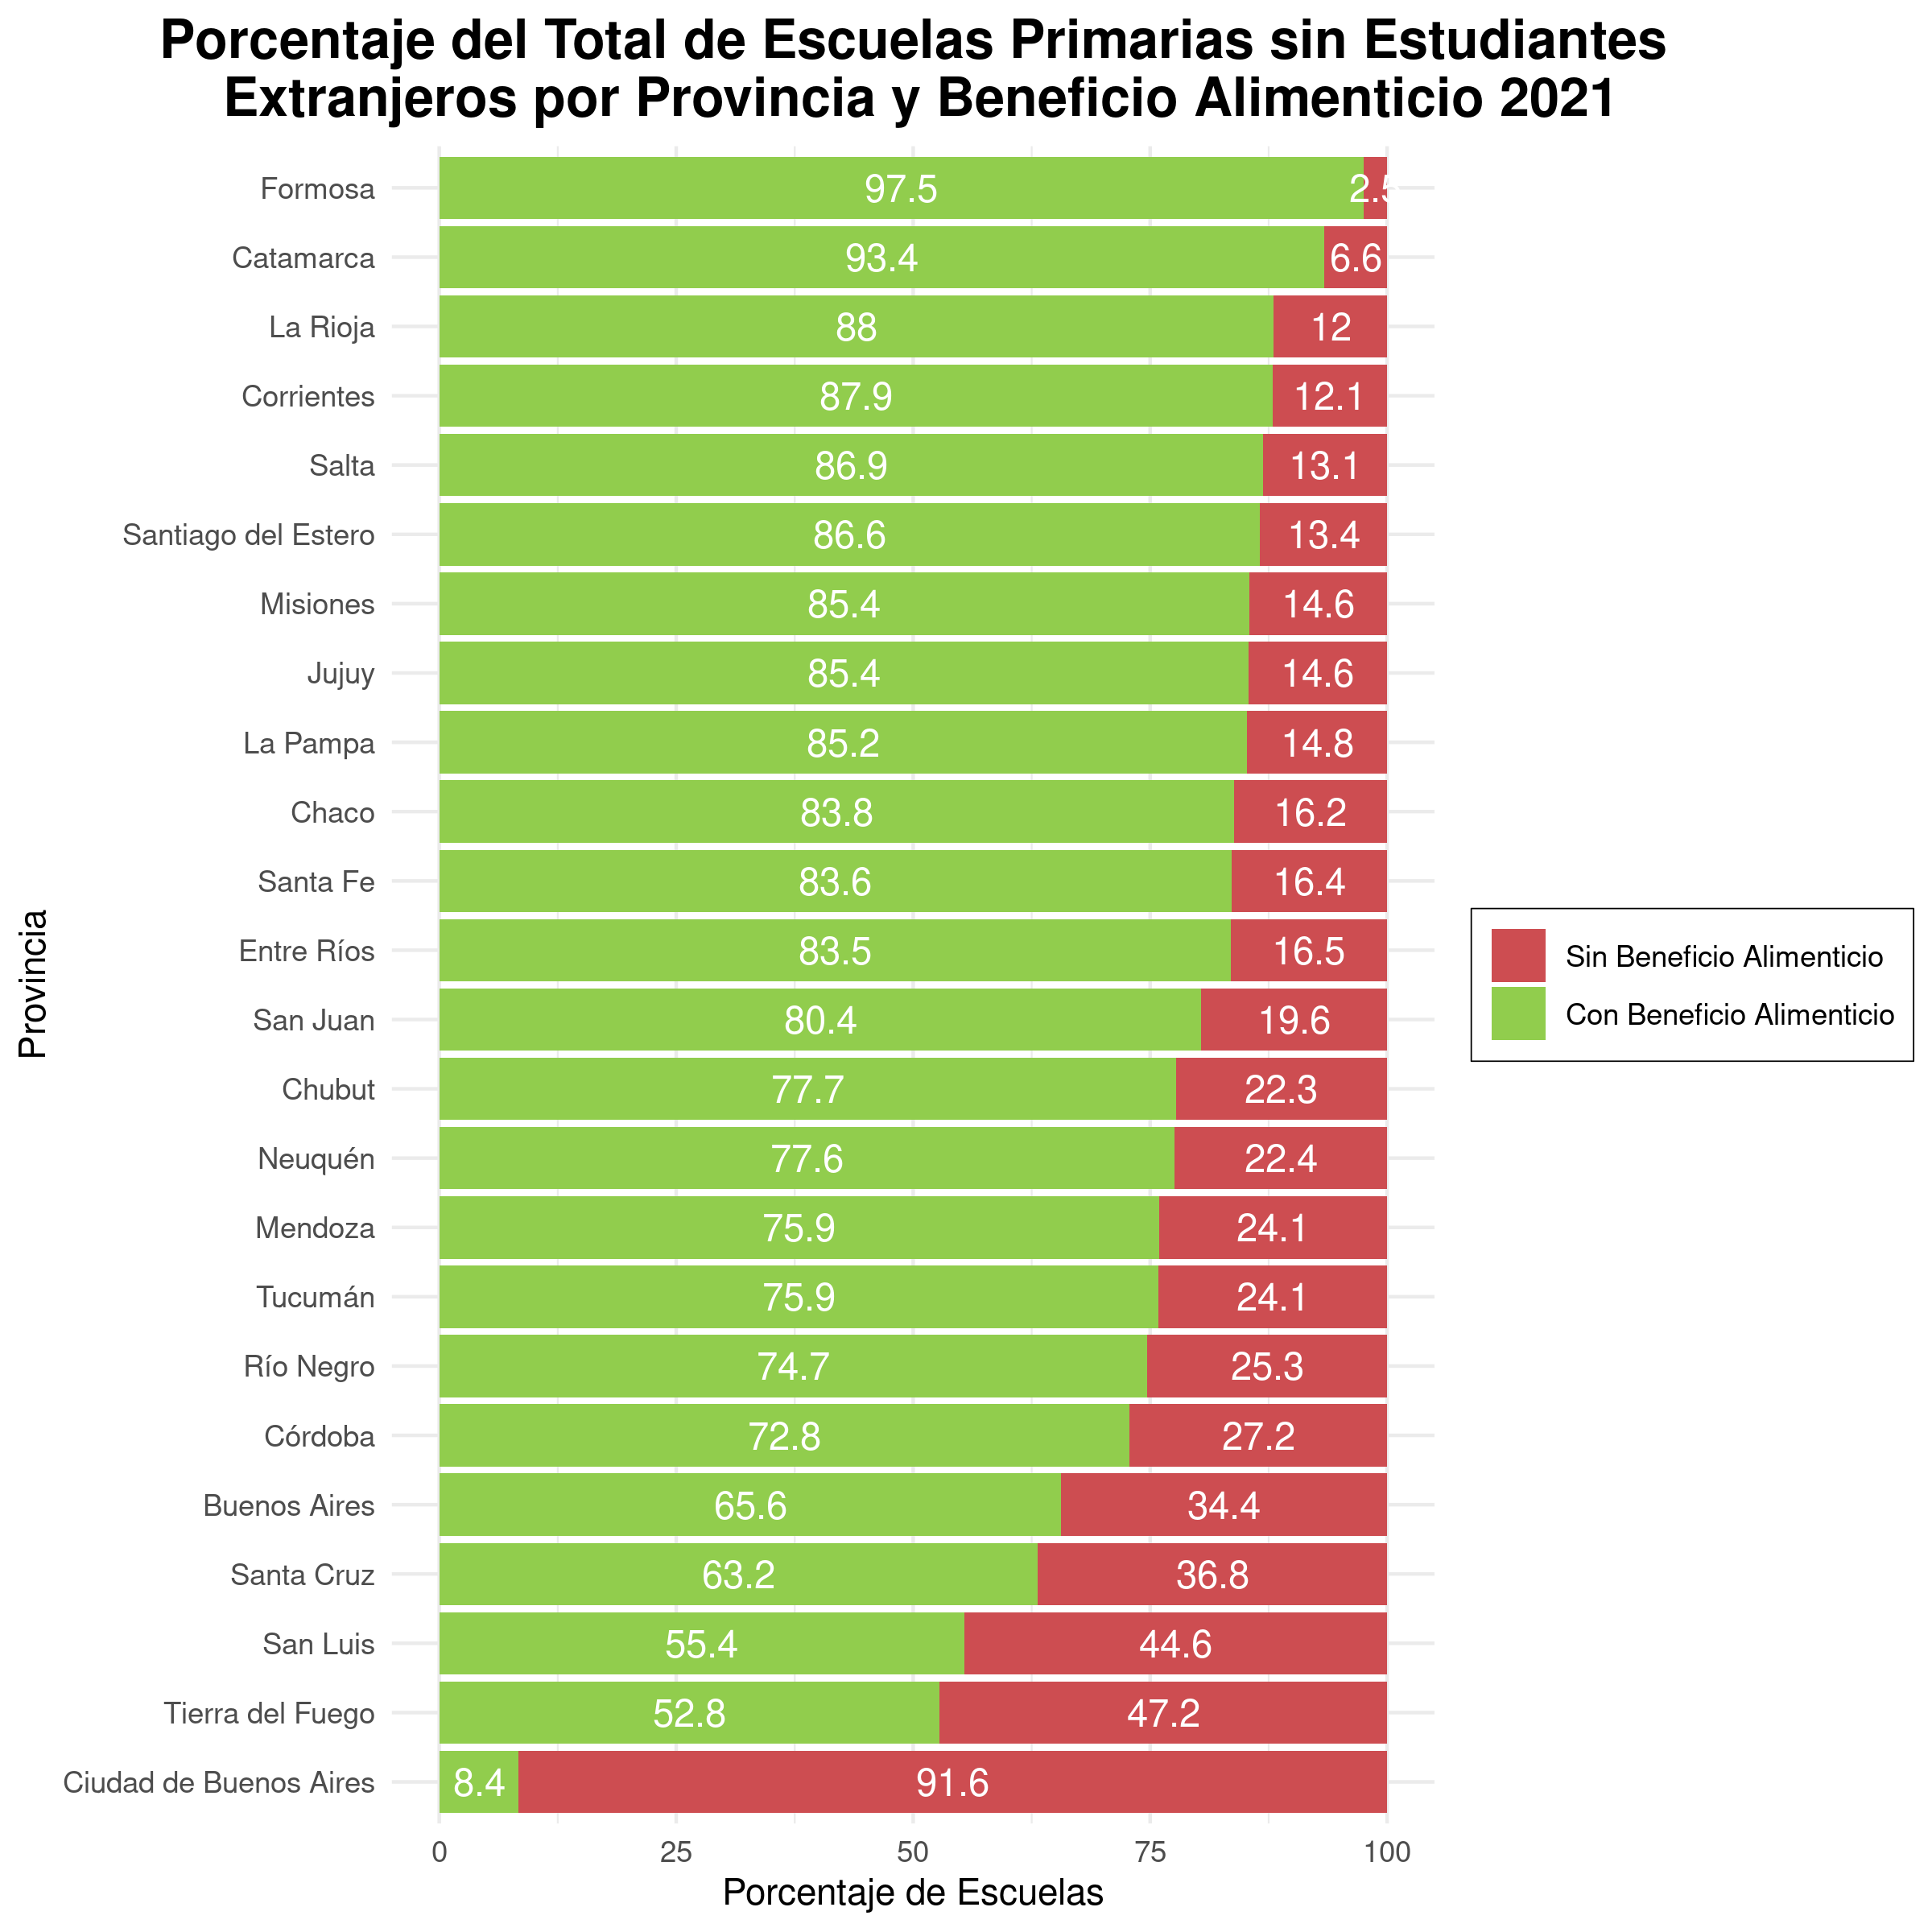 Porcentaje del Total de Escuelas Primarias sin Estudiantes
Extranjeros por Provincia y Beneficio Alimenticio 2021
Formosa 97.5 2.5
Catamarca 93.4 6.6
La Rioja 88 12
Corrientes 87.9 12.1
Salta 86.9 13.1
Santiago del Estero 86.6 13.4
Misiones 85.4 14.6
Jujuy 85.4 14.6
La Pampa 85.2 14.8
Chaco 83.8 16.2
Santa Fe 83.6 16.4
Entre Ríos 83.5 16.5
San Juan 80.4 19.6
Chubut 77.7 22.3
Neuquén 77.6 22.4
Mendoza 75.9 24.1
Tucumán 75.9 24.1
Río Negro 74.7 25.3
Córdoba 72.8 27.2
Buenos Aires 65.6 34.4
Santa Cruz 63.2 36.8
San Luis 55.4 44.6
Tierra del Fuego 52.8 47.2
Ciudad de Buenos Aires 8.4 91.6
0 25 50 75 100
Porcentaje de Escuelas
Provincia
Sin Beneficio Alimenticio
Con Beneficio Alimenticio